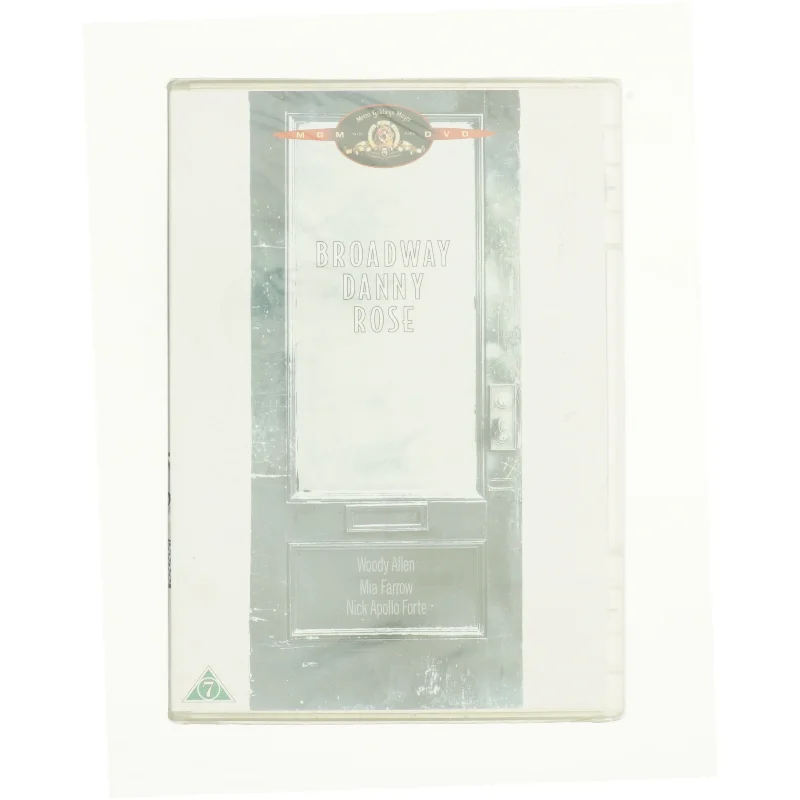 MGM DVD
BROADWAY
DANNY
ROSE
Woody Allen
Mia Farrow
Nick Apollo Forte
7